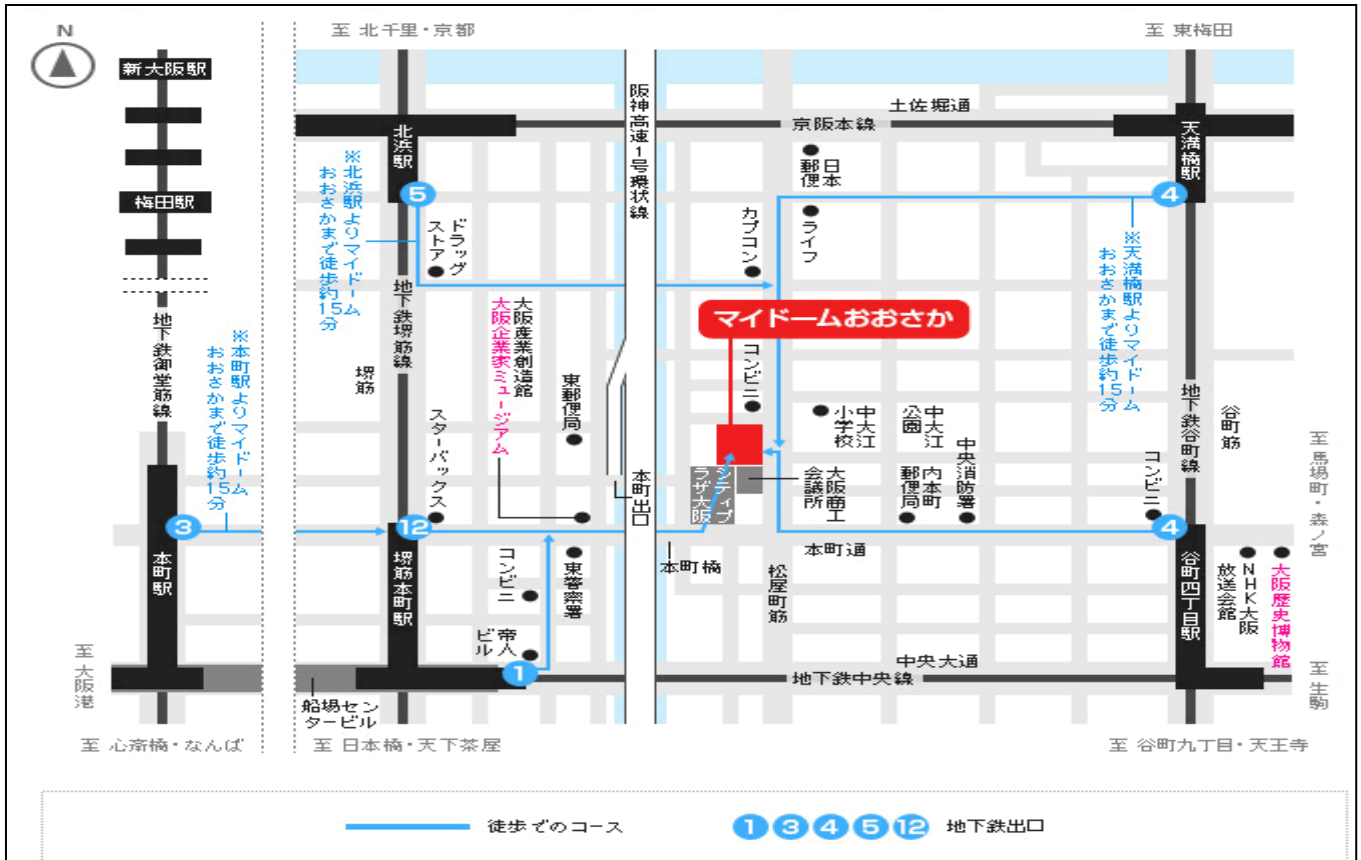 N
至 北千里・京都
至 東梅田
新大阪駅
梅田駅
地下鉄御堂筋線
※本町駅よりマイドーム
おおさかまで徒歩約15分
3
本町駅
至 大阪港
至 心斎橋・なんば
北浜駅
5
※北浜駅よりマイドーム
おおさかまで徒歩約15分
ドラッグ
ストア
地下鉄堺筋線
堺筋
大阪産業創造館
大阪企業家ミュージアム
東郵便局
スターバックス
12
堺筋本町駅
コンビニ
東警察署
帝人
ビル
1
船場セン
タービル
至 日本橋・天下茶屋
阪神高速1号環状線
本町出口
土佐堀通
京阪本線
日本
郵便
カプコン
ライフ
マイドームおおさか
コンビニ
中大江
小学校
中大江
公園
シティプ
ラザ大阪
大阪商工
会議所
内本町
郵便局
中央消防署
本町橋
松屋町筋
本町通
中央大通
地下鉄中央線
天満橋駅
4
※天満橋駅よりマイドーム
おおさかまで徒歩約15分
地下鉄谷町線
谷町筋
コンビニ
4
谷町四丁目駅
NHK大阪
放送会館
大阪歴史博物館
至 馬場町・森ノ宮
至 生駒
至 谷町九丁目・天王寺
徒歩でのコース
1 3 4 5 12 地下鉄出口